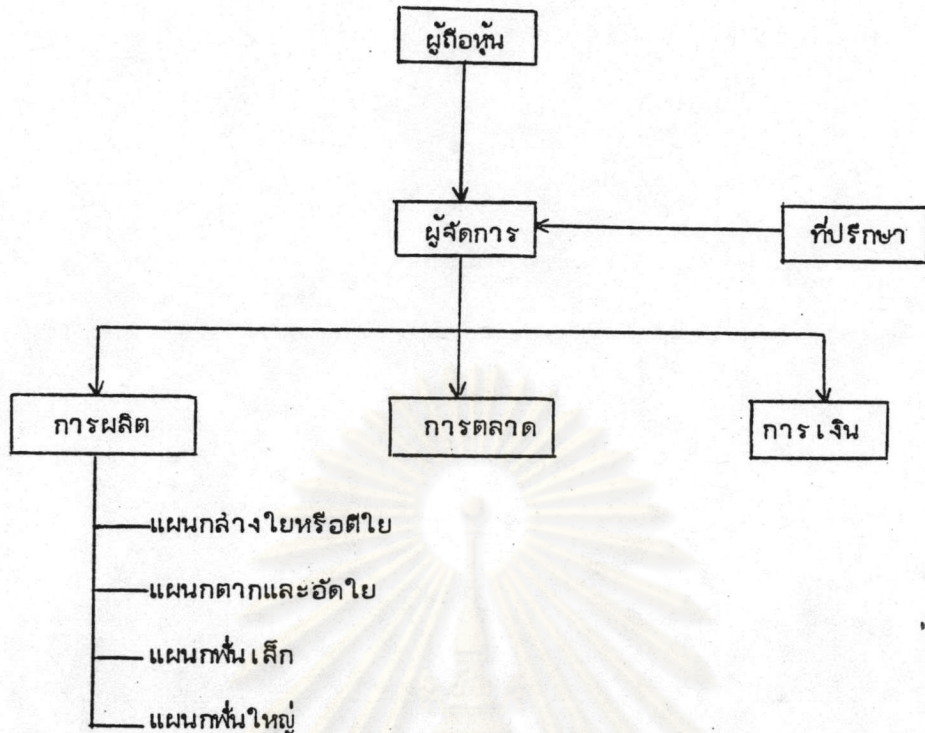 ผู้ถือหุ้น
ผู้จัดการ
ที่ปรึกษา
การผลิต
การตลาด
การเงิน
แผนกล่างใยหรือตีใย
แผนกตากและอัดใย
แผนกฟั่นเล็ก
แผนกฟั่นใหญ่